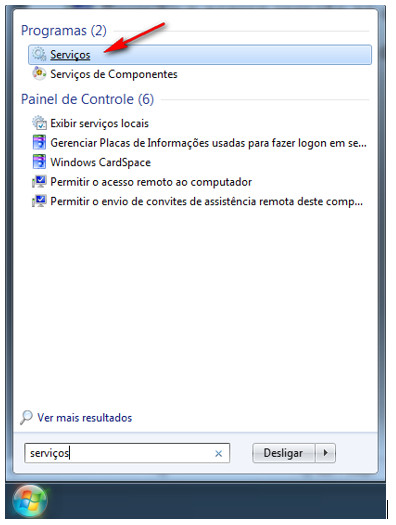 Programas (2)
Serviços
Serviços de Componentes
Painel de Controle (6)
Exibir serviços locais
Gerenciar Placas de Informações usadas para fazer logon em se...
Windows CardSpace
Permitir o acesso remoto ao computador
Permitir o envio de convites de assistência remota deste comp...
Ver mais resultados
serviços
Desligar